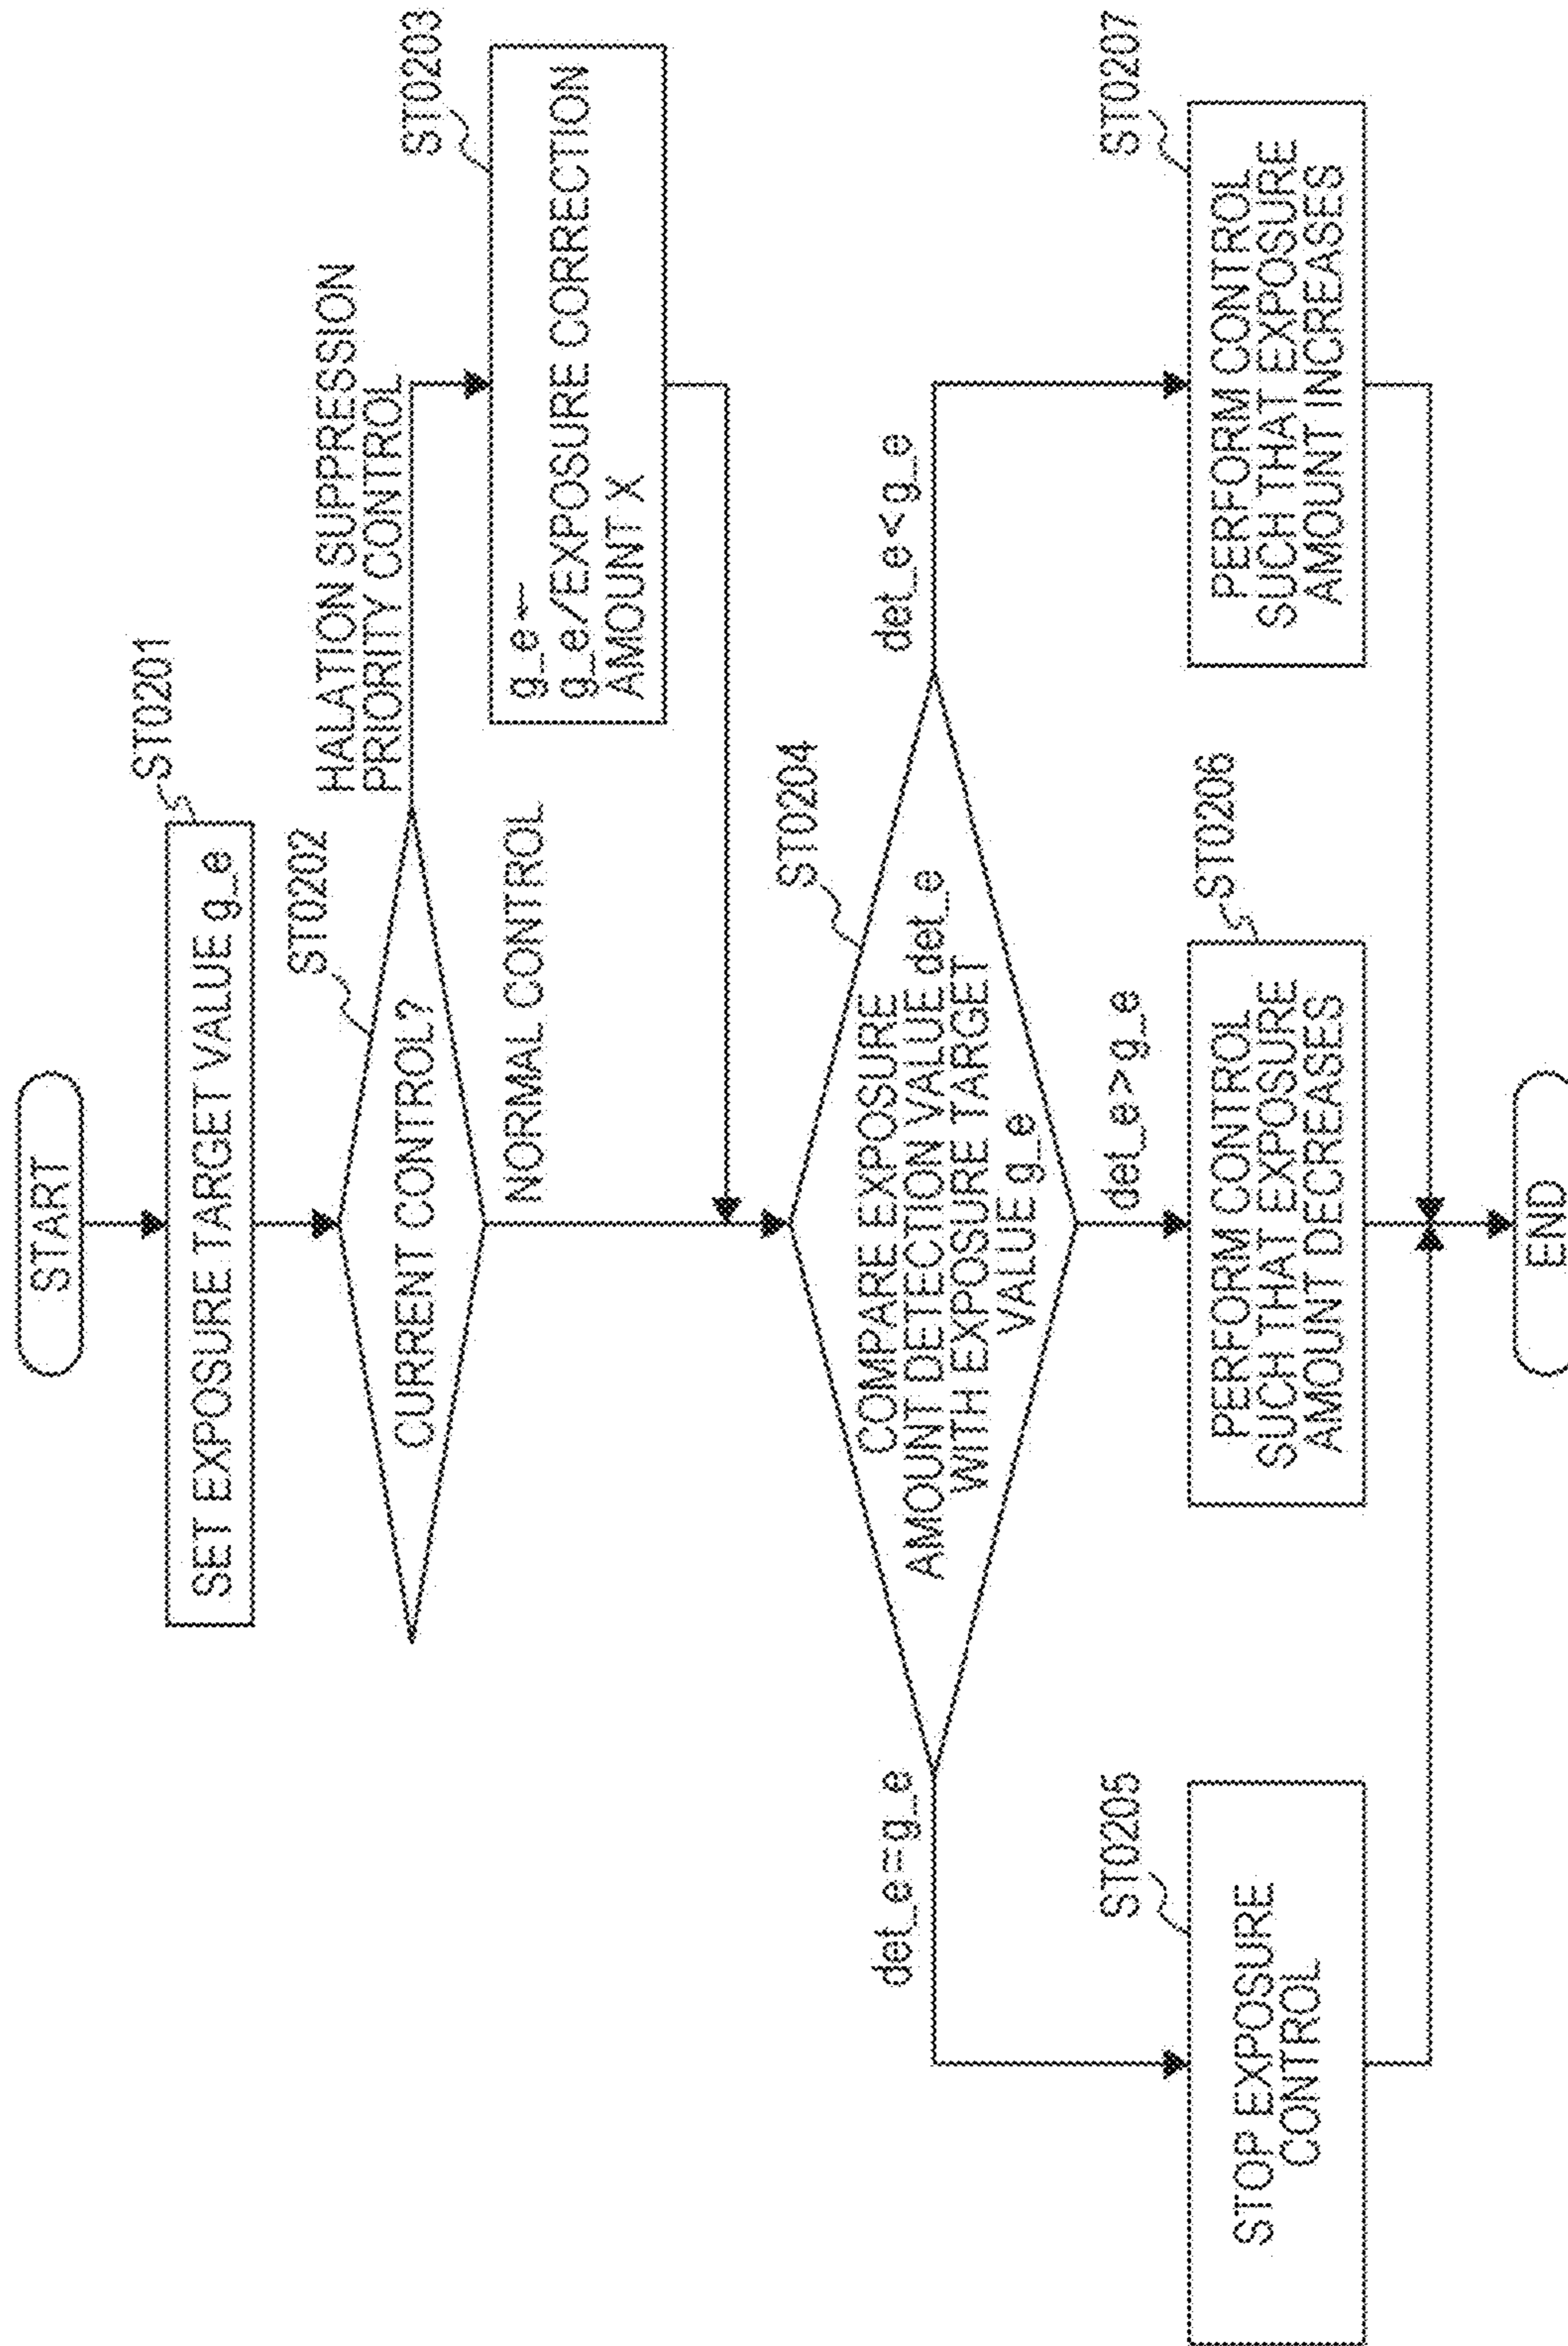 START
ST0201
SET EXPOSURE TARGET VALUE g_e
ST0202
CURRENT CONTROL?
HALATION SUPPRESSION
PRIORITY CONTROL
ST0203
g_e←
g_e/EXPOSURE CORRECTION
AMOUNT X
NORMAL CONTROL
ST0204
COMPARE EXPOSURE
AMOUNT DETECTION VALUE det_e
WITH EXPOSURE TARGET
VALUE g_e
det_e=g_e
det_e>g_e
det_e<g_e
ST0205
STOP EXPOSURE
CONTROL
ST0206
PERFORM CONTROL
SUCH THAT EXPOSURE
AMOUNT DECREASES
ST0207
PERFORM CONTROL
SUCH THAT EXPOSURE
AMOUNT INCREASES
END